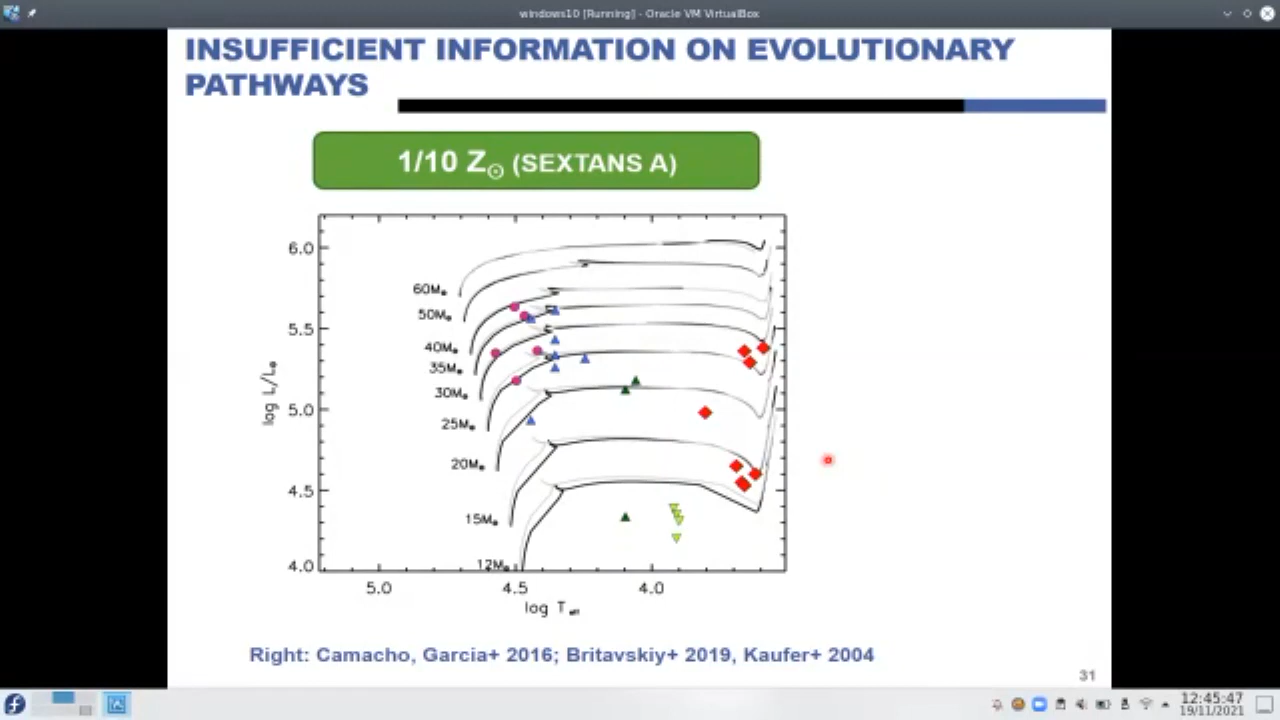 windows10 [Running] - Oracle VM VirtualBox
INSUFFICIENT INFORMATION ON EVOLUTIONARY
PATHWAYS
1/10 Z⊙ (SEXTANS A)
6.0
60M⊙
50M⊙
5.5
40M⊙
35M⊙
30M⊙
log L/L⊙
5.0
25M⊙
20M⊙
4.5
15M⊙
12M⊙
4.0
5.0 4.5 4.0
log Teff
Right: Camacho, Garcia+ 2016; Britavskiy+ 2019, Kaufer+ 2004
31
12:45:47
19/11/2021